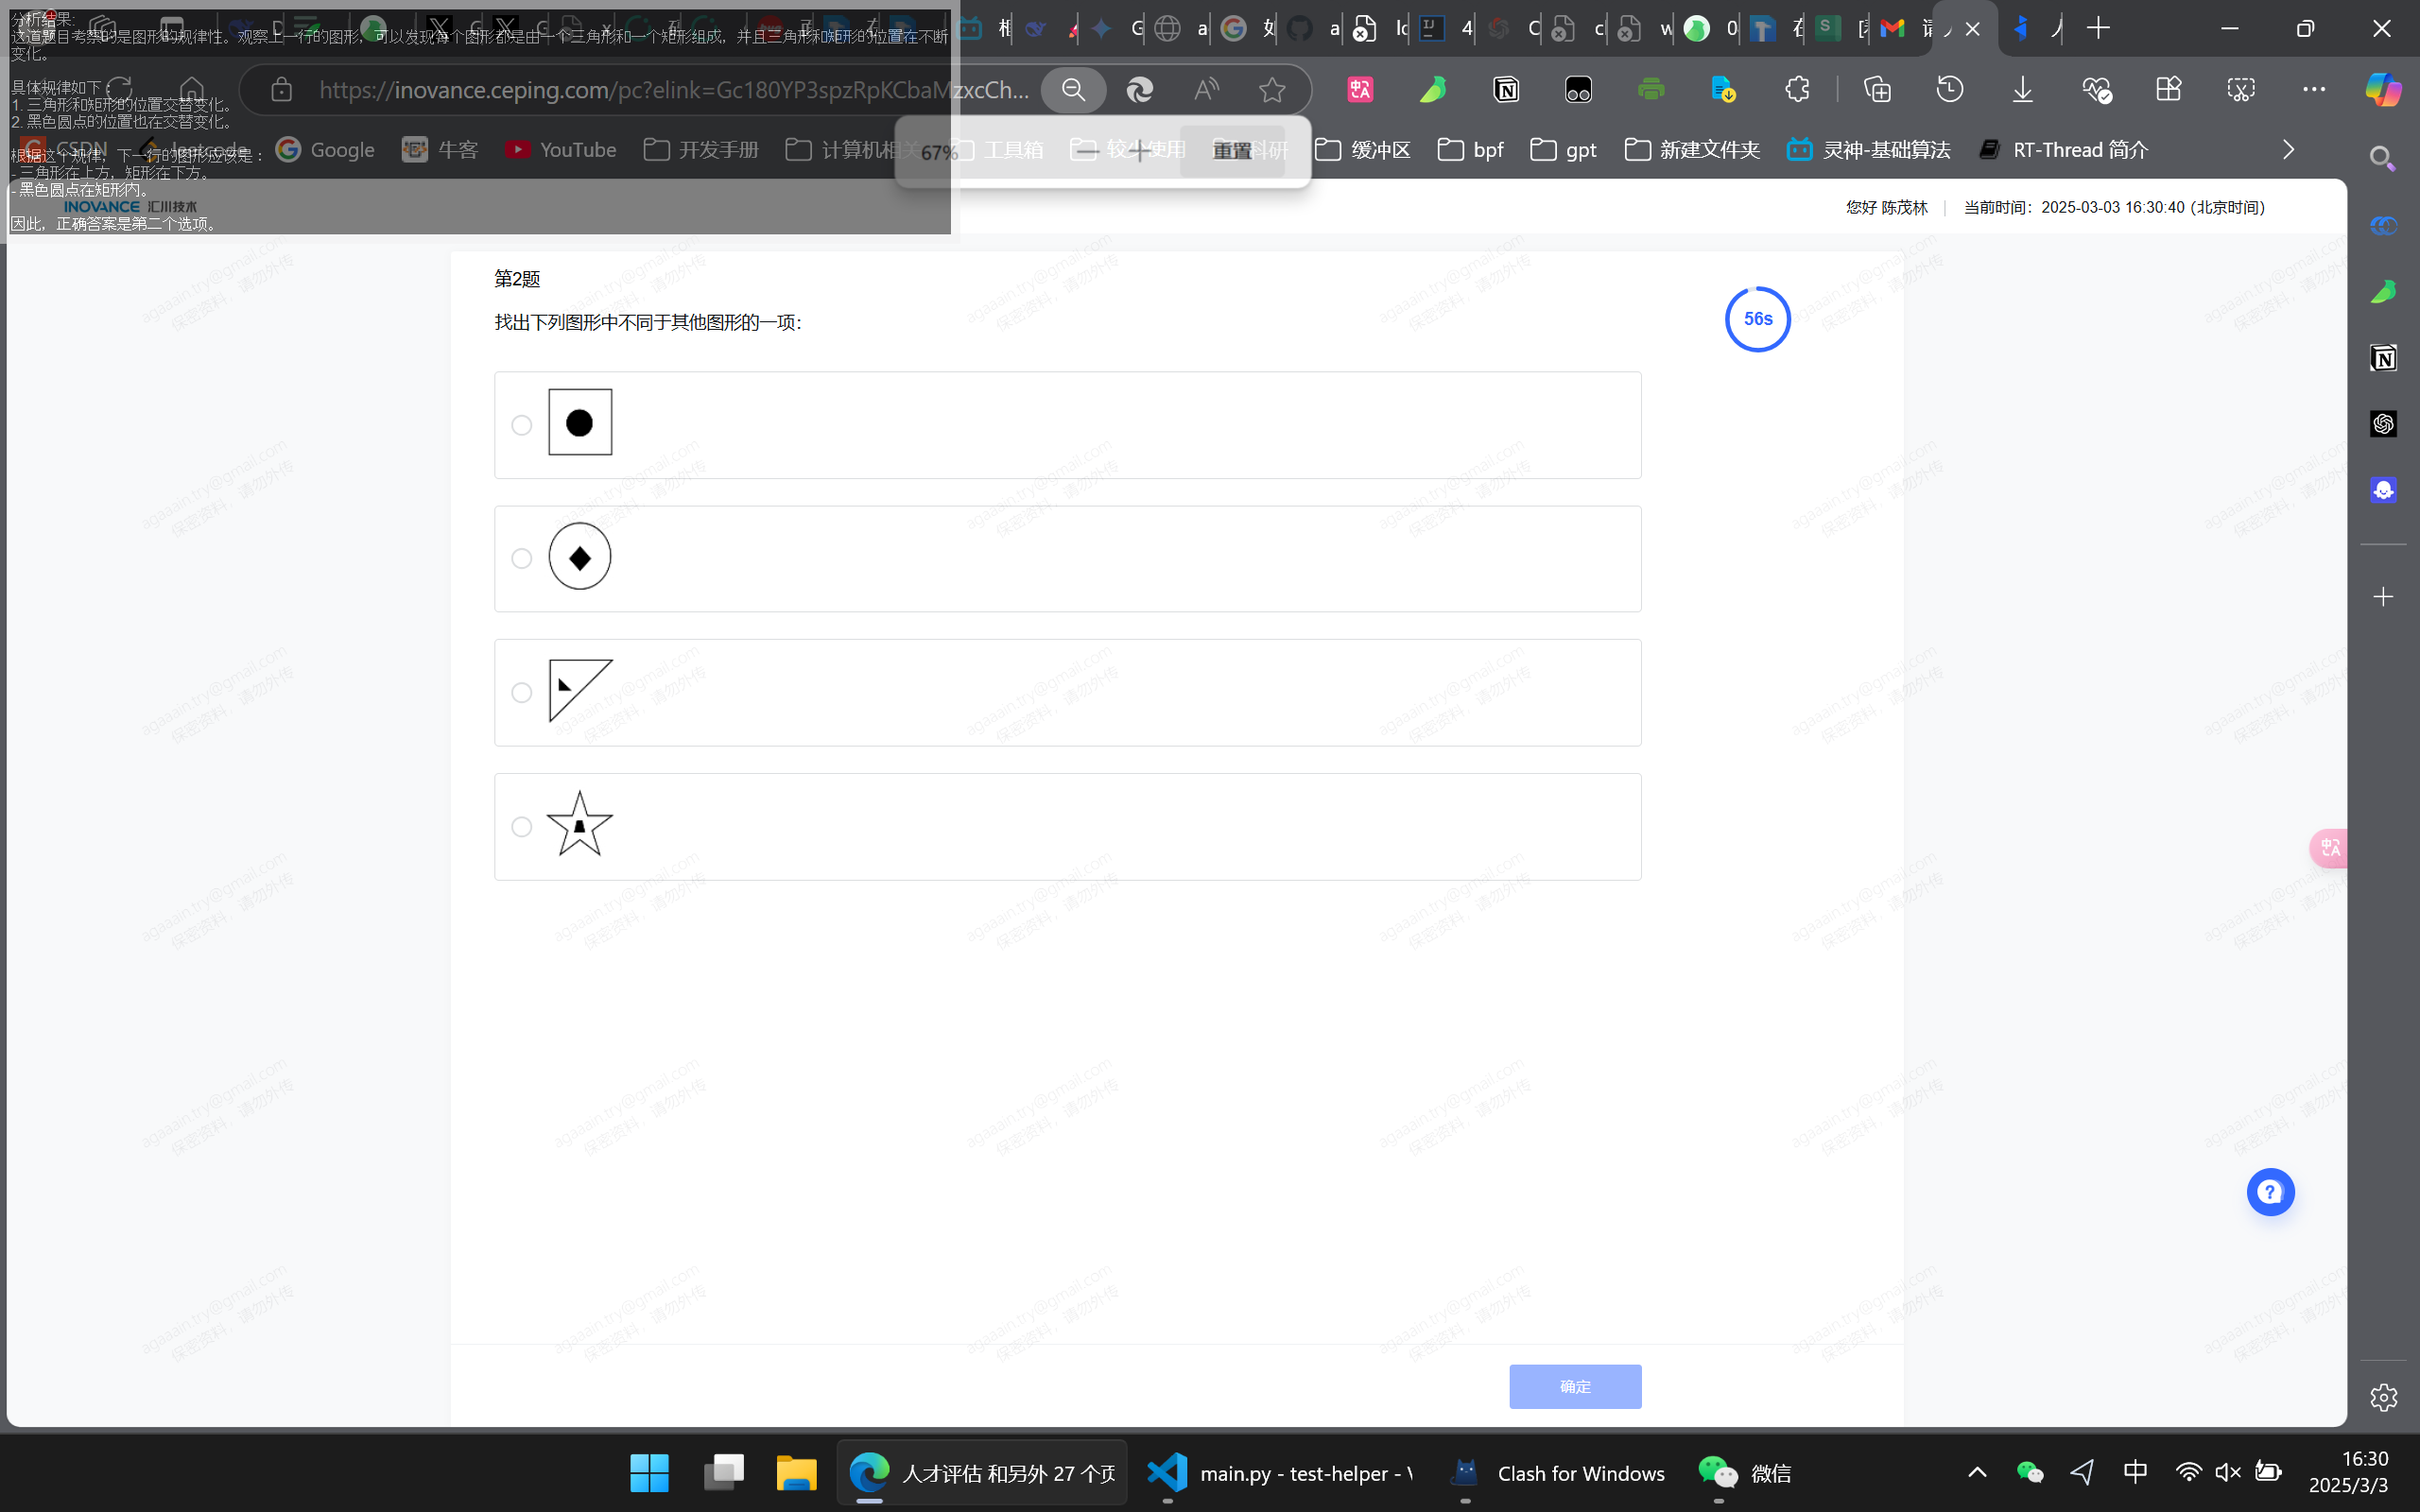 分析结果:
这道题目考察的是图形的规律性。观察上一行的图形，可以发现每个图形都是由一个三角形和一个矩形组成，并且三角形和矩形的位置在不断
变化。
具体规律如下：
1. 三角形和矩形的位置交替变化。
2. 黑色圆点的位置也在交替变化。
根据这个规律，下一行的图形应该是：
- 三角形在上方，矩形在下方。
- 黑色圆点在矩形内。
因此，正确答案是第二个选项。
https://inovance.ceping.com/pc?elink=Gc180YP3spzRpKCbaMzxcCh...
CSDN
leetcode
Google
牛客
YouTube
开发手册
计算机相关
工具箱
较少使用
科研
缓冲区
bpf
gpt
新建文件夹
灵神-基础算法
RT-Thread 简介
67%
重置
INOVANCE 汇川技术
您好 陈茂林
当前时间：2025-03-03 16:30:40 (北京时间)
第2题
56s
找出下列图形中不同于其他图形的一项：
agaaain.try@gmail.com
保密资料，请勿外传
确定
人才评估 和另外 27 个页
main.py - test-helper - V
Clash for Windows
微信
中
16:30
2025/3/3